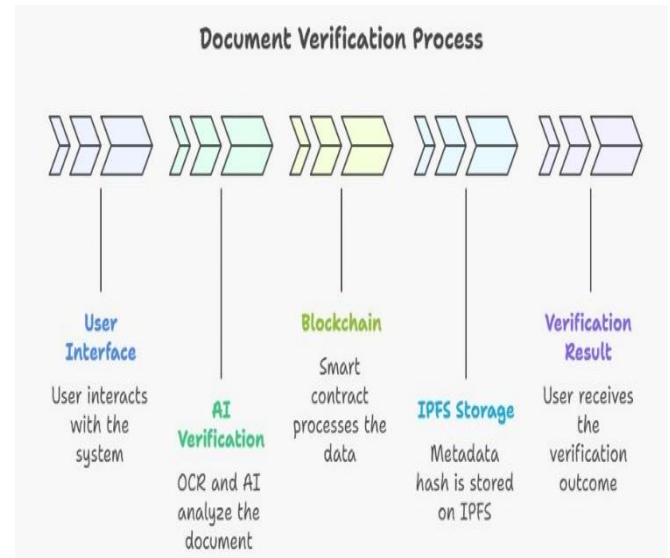 Document Verification Process
User
Interface
User interacts
with the
system
AI
Verification
OCR and AI
analyze the
document
Blockchain
Smart
contract
processes the
data
IPFS Storage
Metadata
hash is stored
on IPFS
Verification
Result
User receives
the
verification
outcome